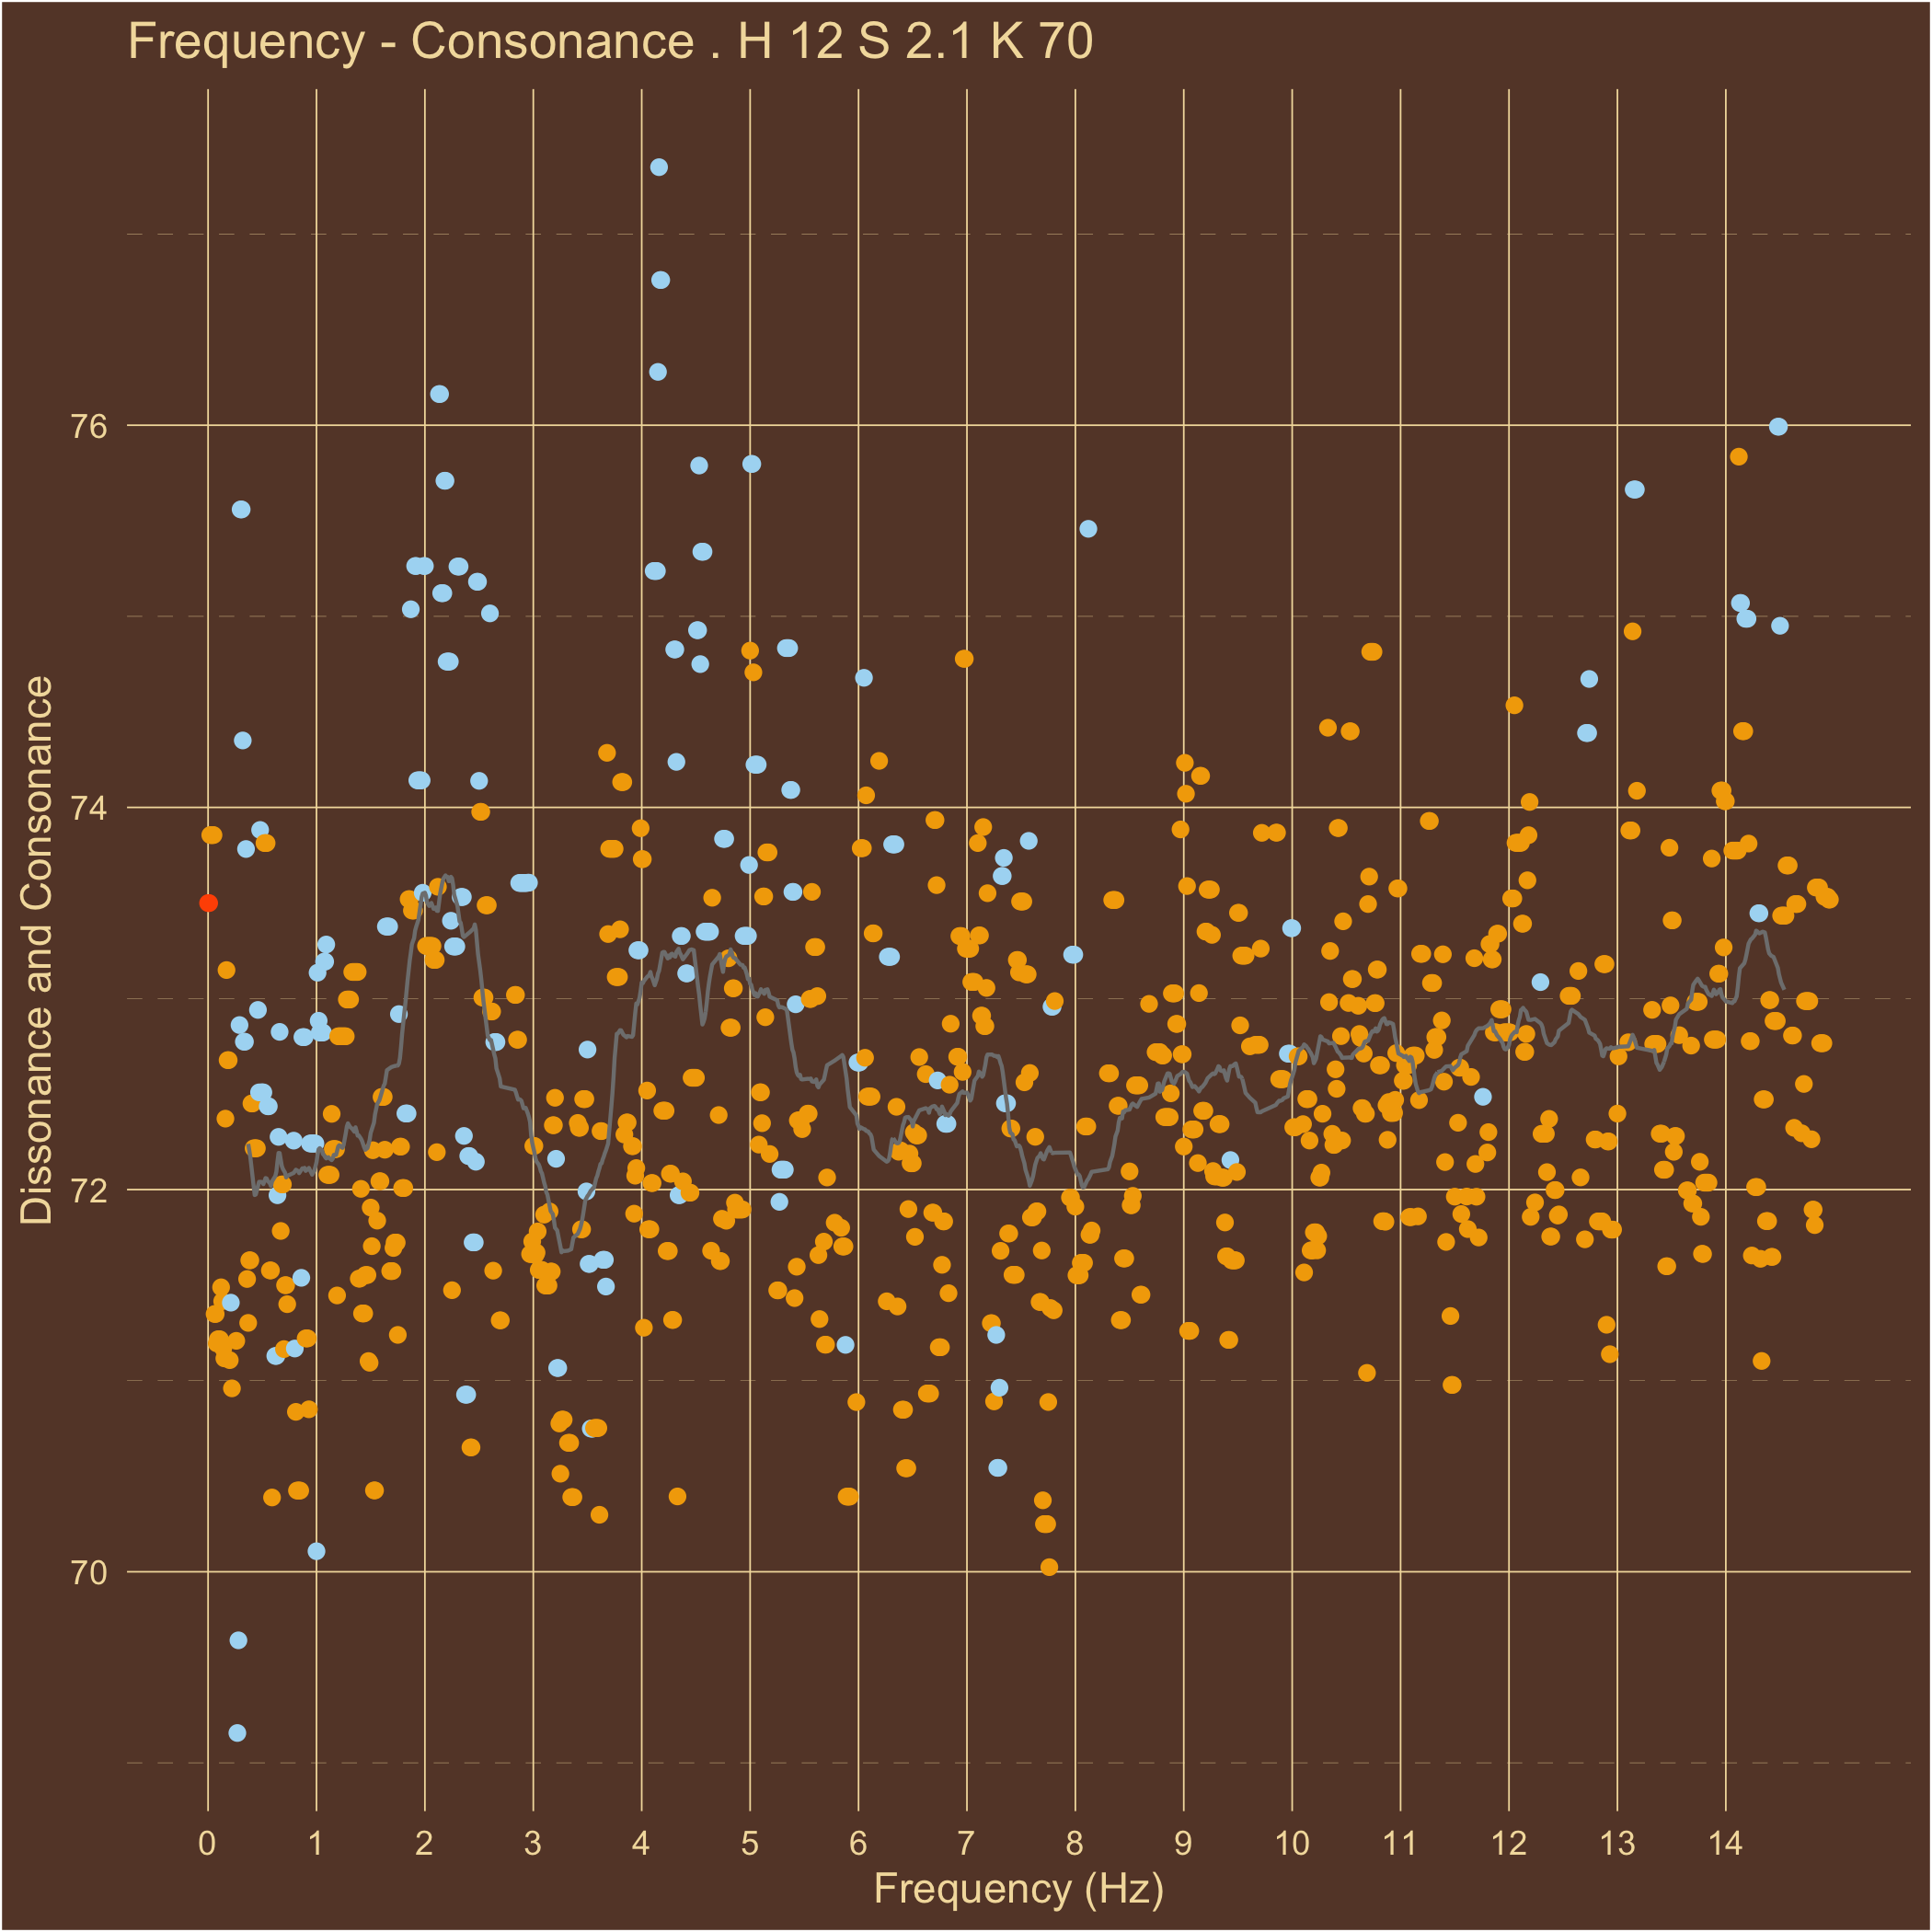 Frequency - Consonance . H 12 S 2.1 K 70
Dissonance and Consonance
76
74
72
70
0 1 2 3 4 5 6 7 8 9 10 11 12 13 14
Frequency (Hz)